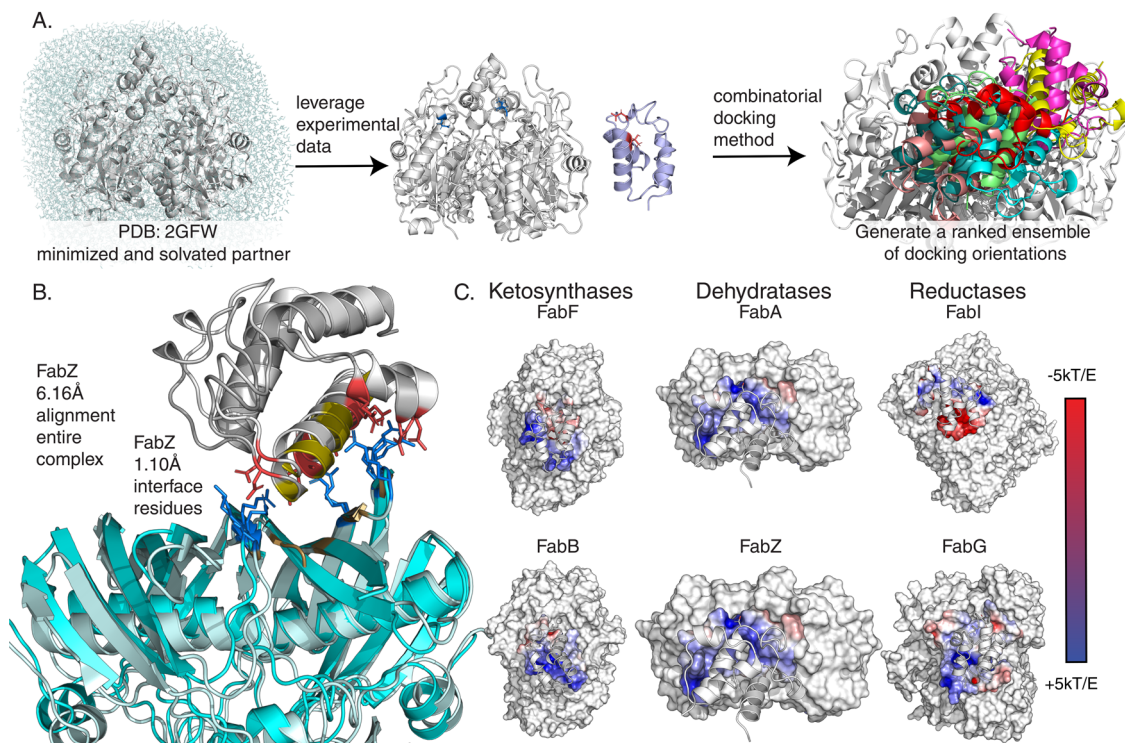 A.
leverage
experimental
data
combinatorial
docking
method
PDB: 2GFW
minimized and solvated partner
Generate a ranked ensemble
of docking orientations
B.
FabZ
6.16Å
alignment
entire
complex
FabZ
1.10Å
interface
residues
C.
Ketosynthases
Dehydratases
Reductases
FabF
FabA
FabI
-5kT/E
FabB
FabZ
FabG
+5kT/E